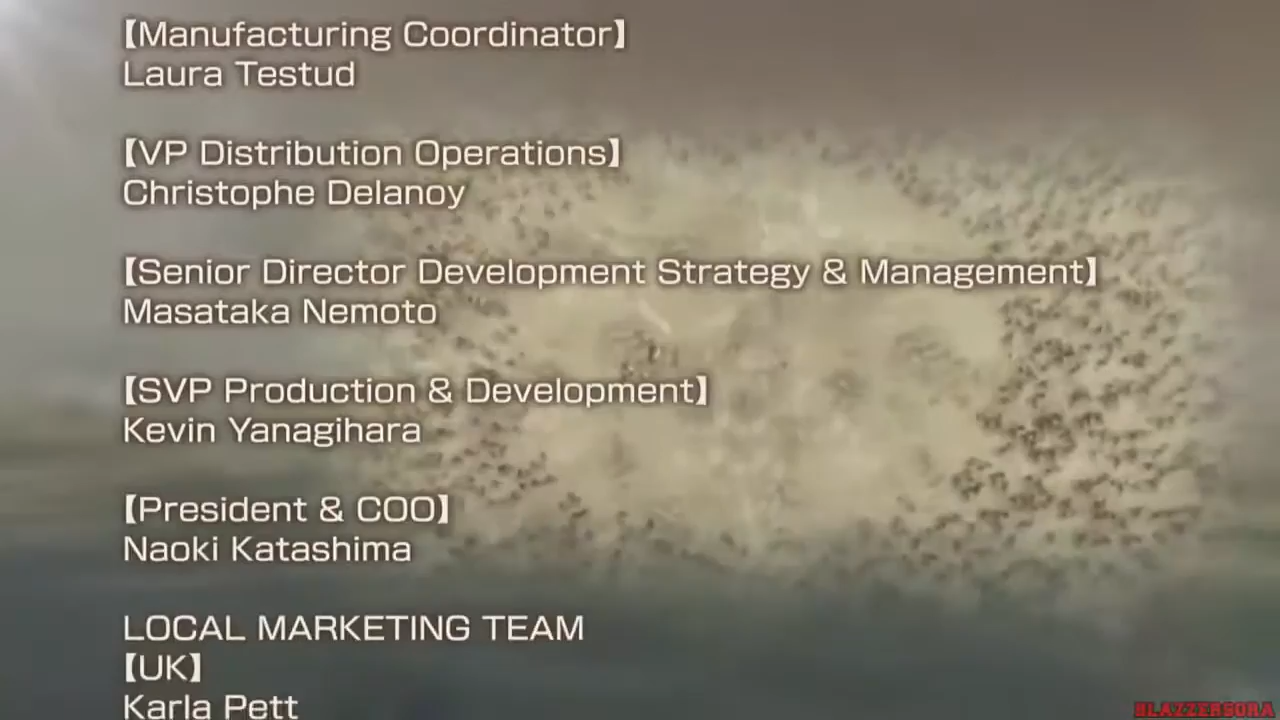 【Manufacturing Coordinator】
Laura Testud
【VP Distribution Operations】
Christophe Delanoy
【Senior Director Development Strategy & Management】
Masataka Nemoto
【SVP Production & Development】
Kevin Yanagihara
【President & COO】
Naoki Katashima
LOCAL MARKETING TEAM
【UK】
Karla Pett
BLAZZERSORA